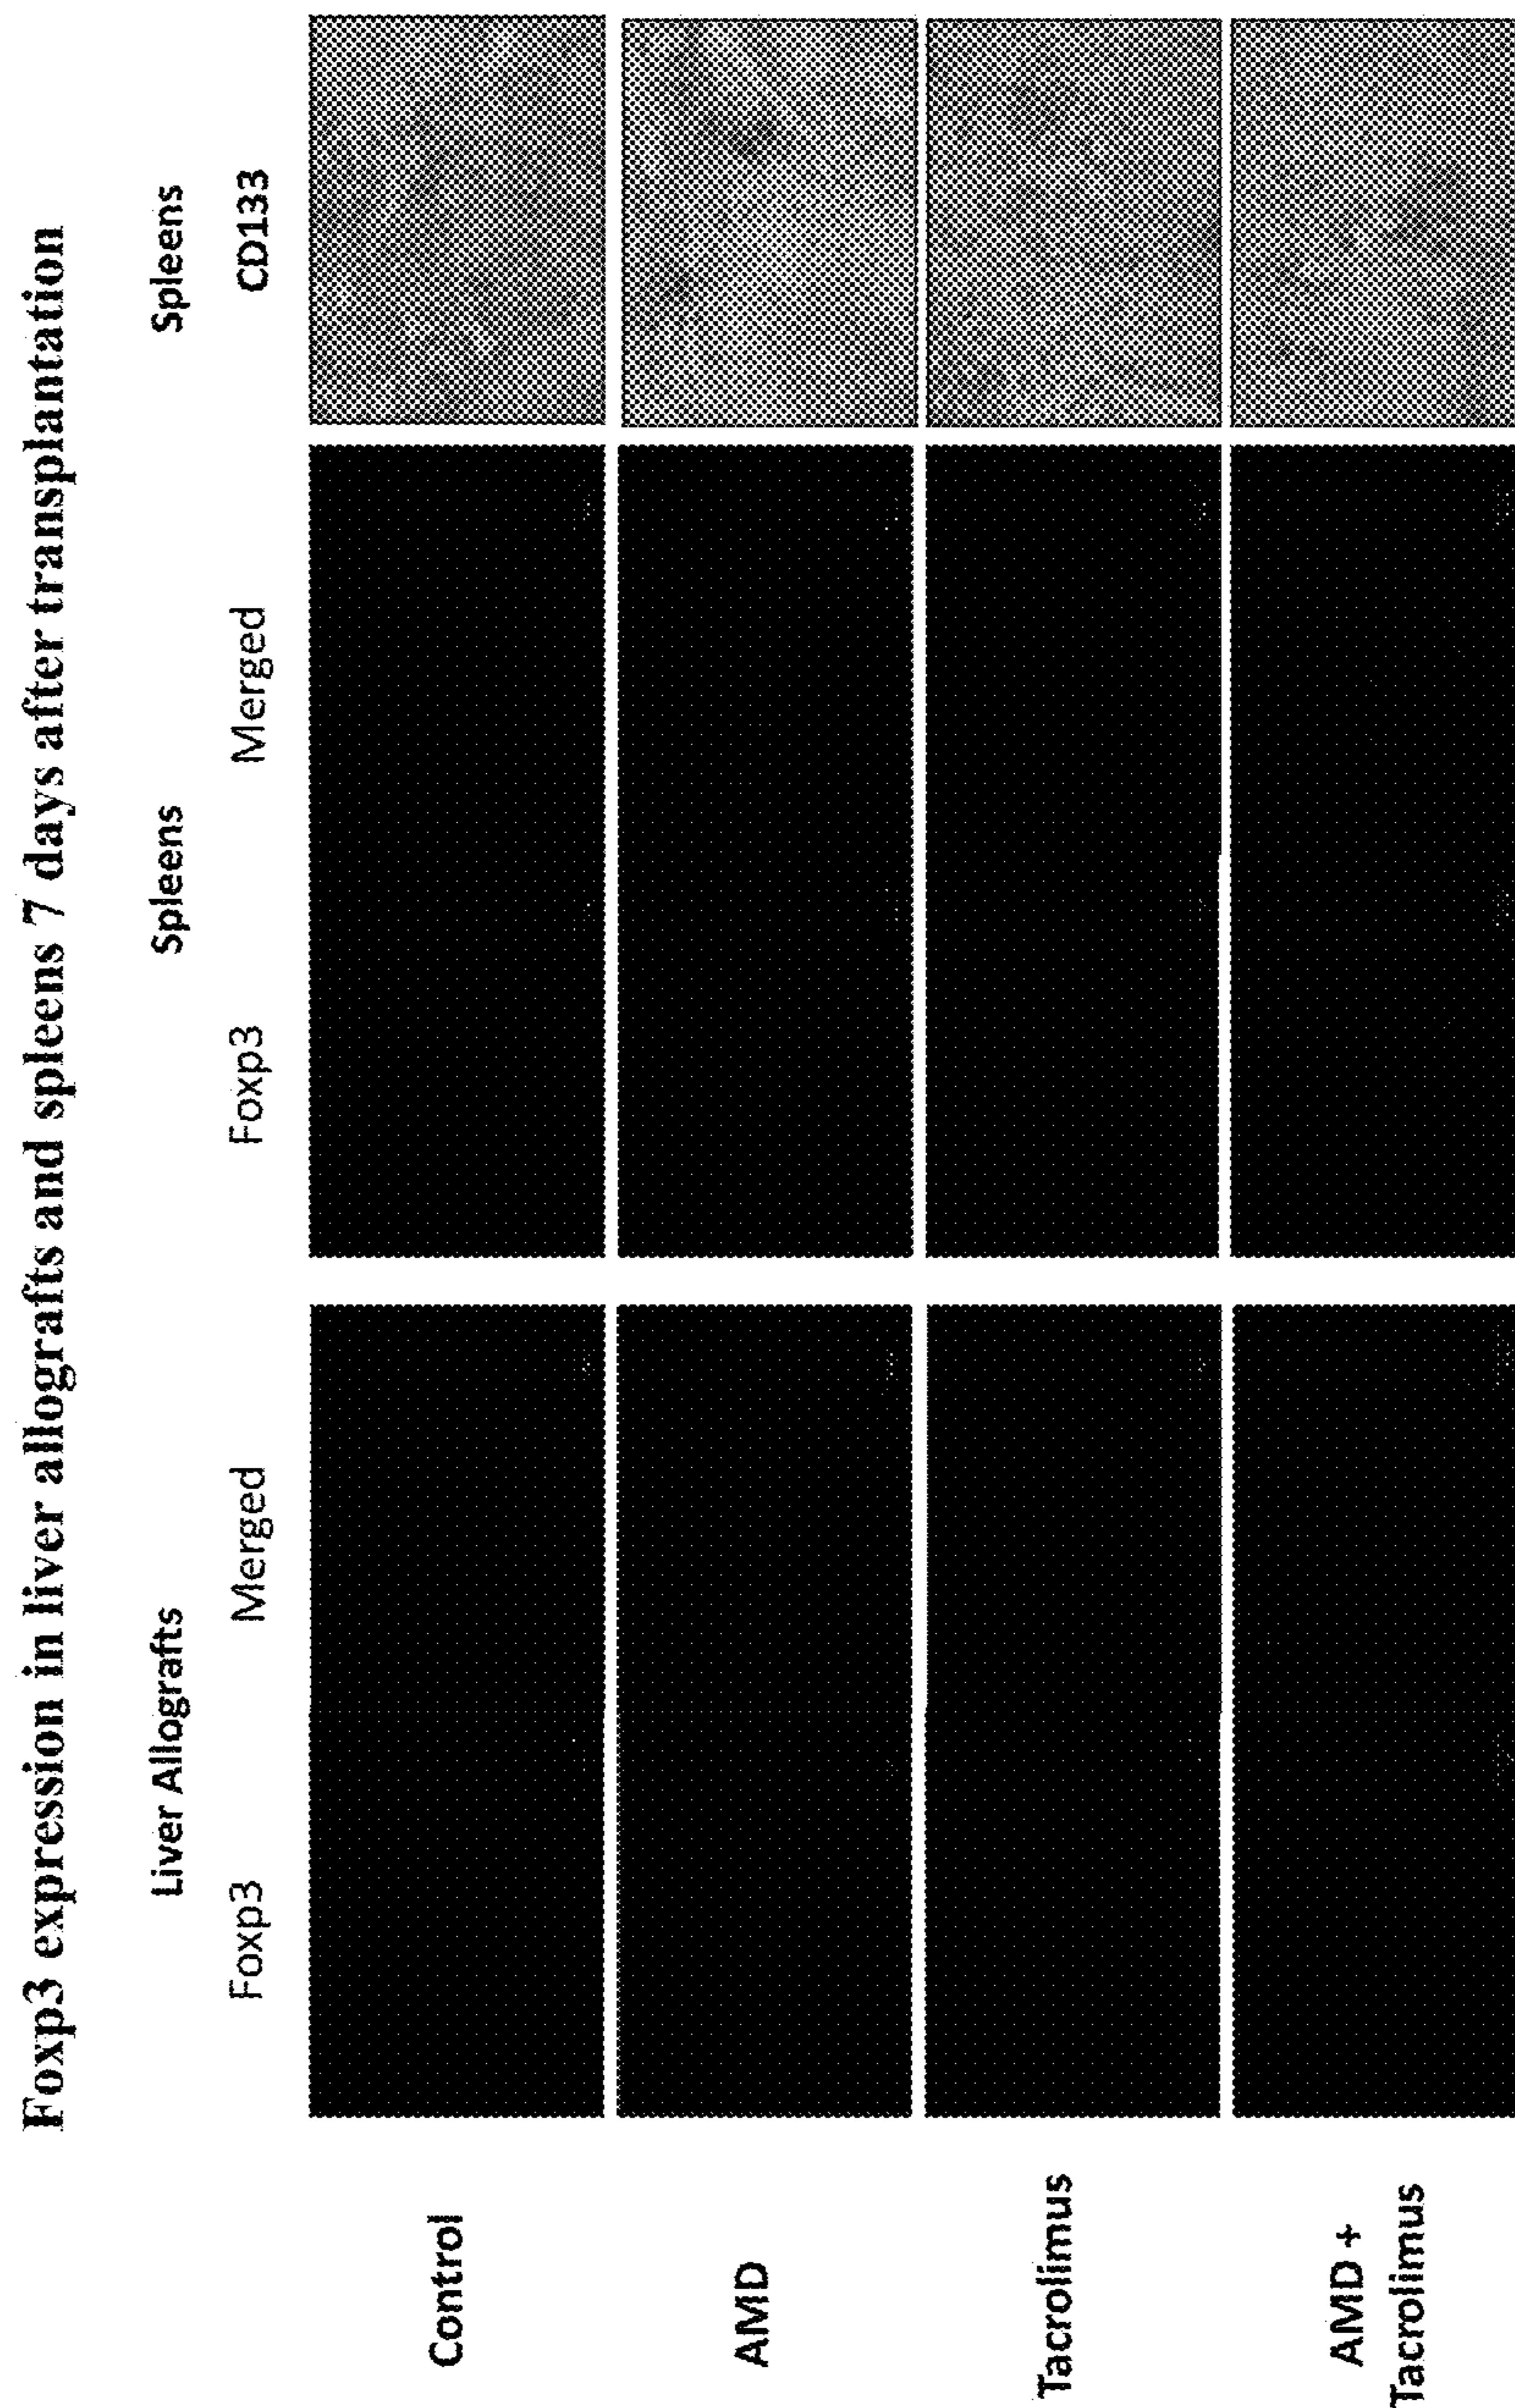 Foxp3 expression in liver allografts and spleens 7 days after transplantation
Liver Allografts
Spleens
Spleens
Foxp3
Merged
Foxp3
Merged
CD133
Control
AMD
Tacrolimus
AMD +
Tacrolimus